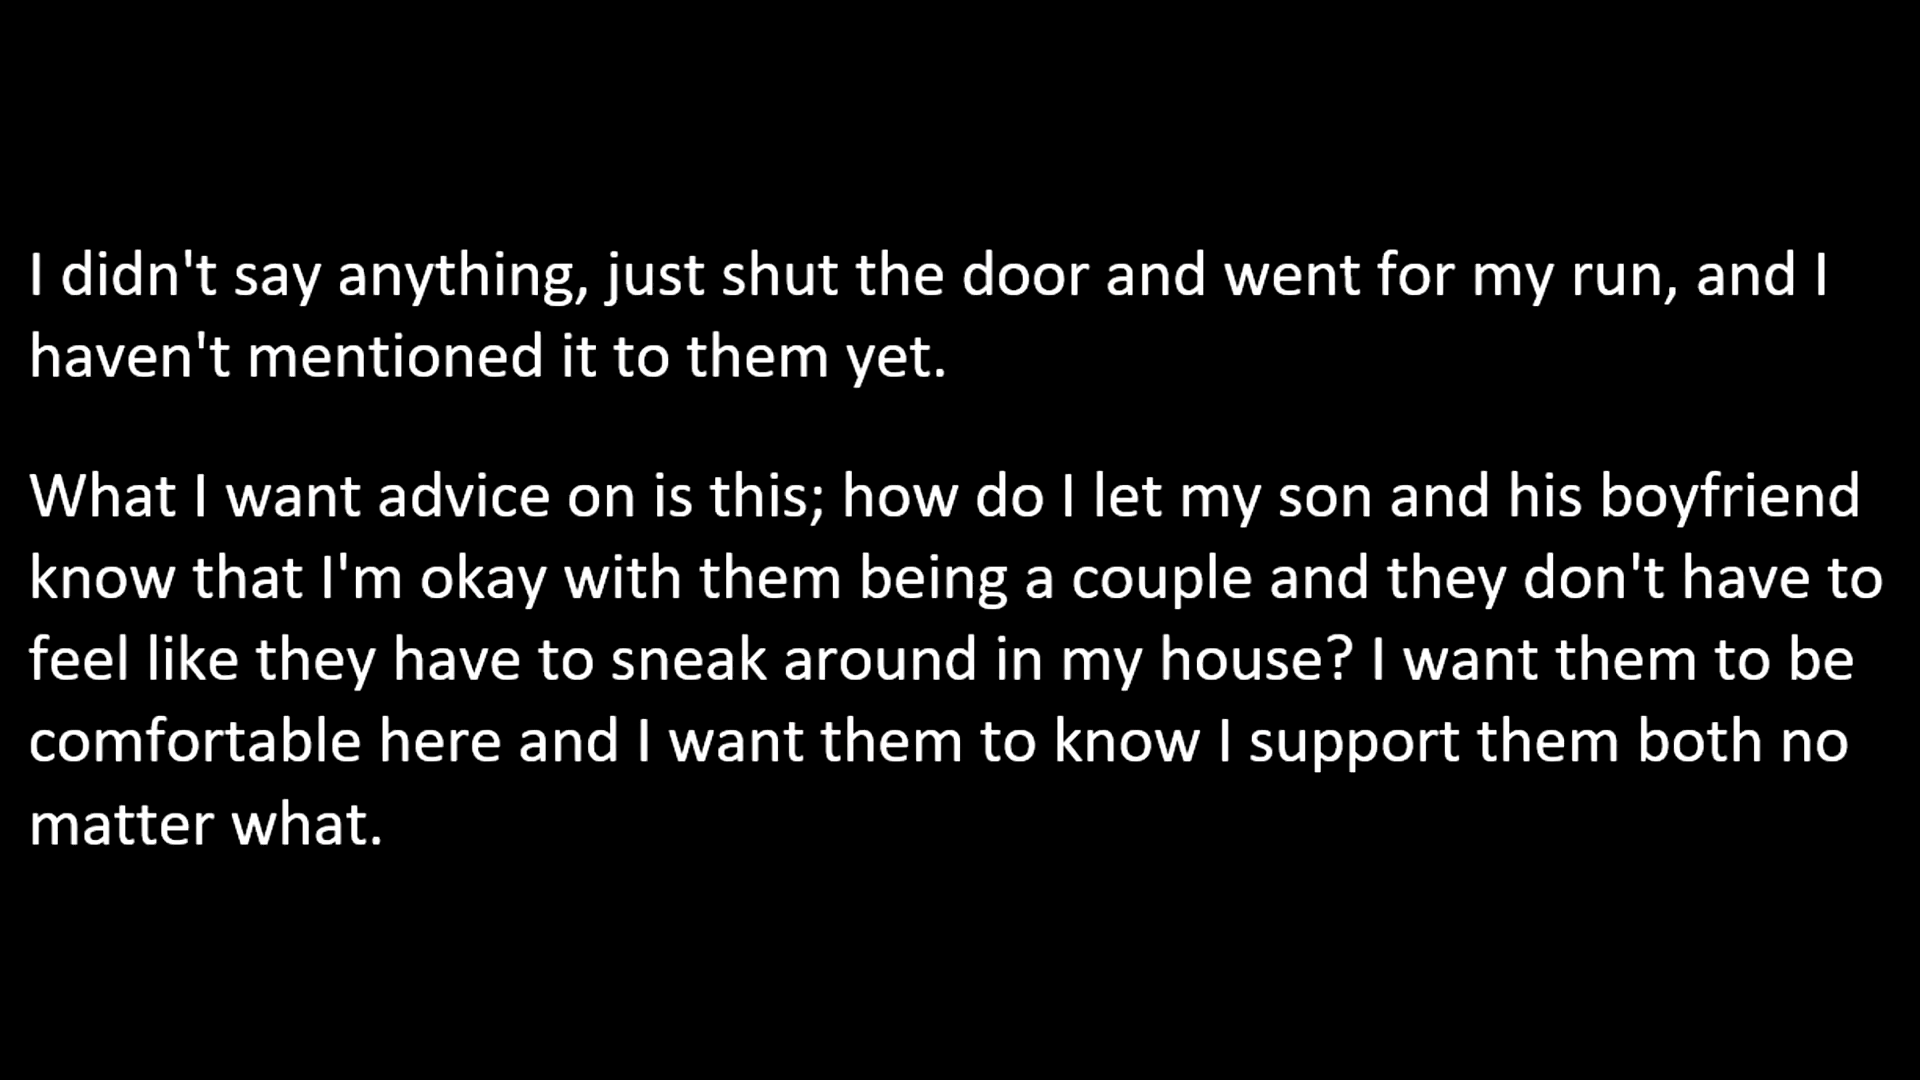 I didn't say anything, just shut the door and went for my run, and I
haven't mentioned it to them yet.
What I want advice on is this; how do I let my son and his boyfriend
know that I'm okay with them being a couple and they don't have to
feel like they have to sneak around in my house? I want them to be
comfortable here and I want them to know I support them both no
matter what.